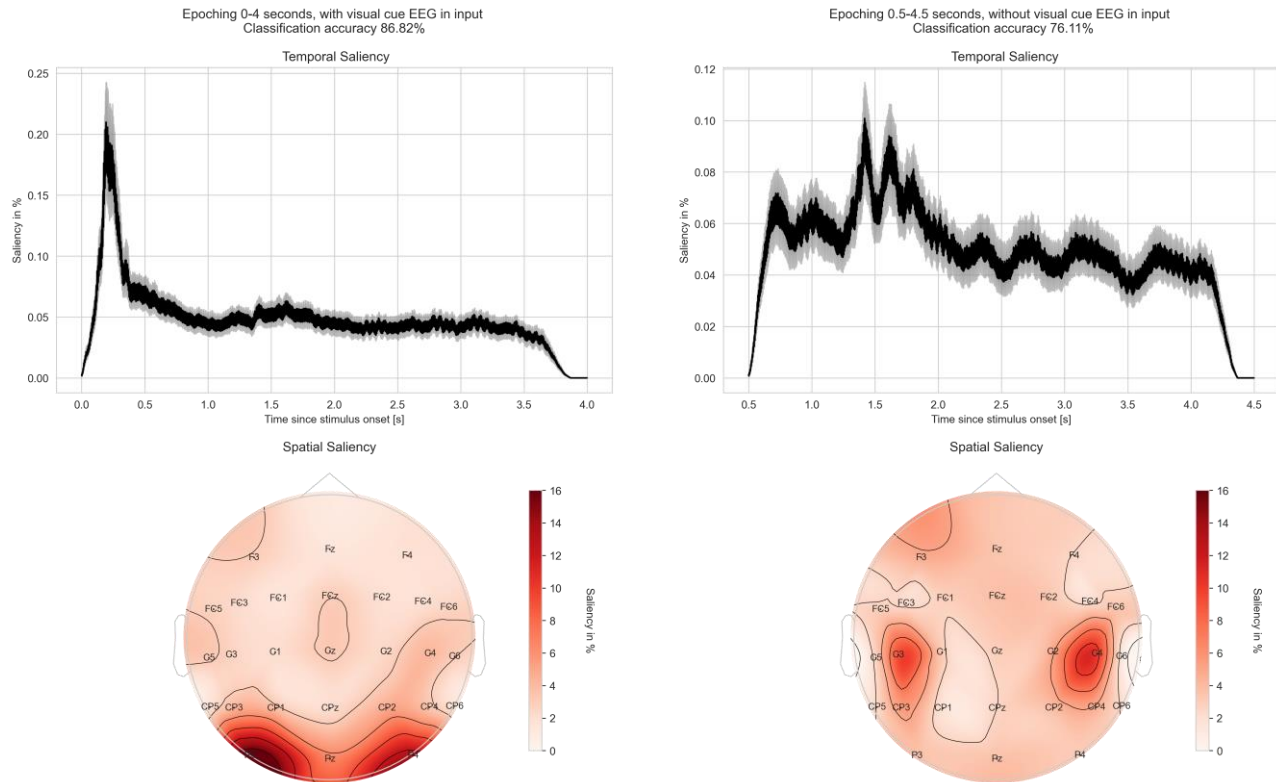 Epoching 0-4 seconds, with visual cue EEG in input
Classification accuracy 86.82%
Temporal Saliency
Saliency in %
0.25
0.20
0.15
0.10
0.05
0.00
0.0 0.5 1.0 1.5 2.0 2.5 3.0 3.5 4.0
Time since stimulus onset [s]
Spatial Saliency
F3 Fz F4
FC5 FC3 FC1 FCz FC2 FC4 FC6
C5 C3 C1 Cz C2 C4 C6
CP5 CP3 CP1 CPz CP2 CP4 CP6
Pz P4
16
14
12
10
8
6
4
2
0
Saliency in %
Epoching 0.5-4.5 seconds, without visual cue EEG in input
Classification accuracy 76.11%
Temporal Saliency
Saliency in %
0.12
0.10
0.08
0.06
0.04
0.02
0.00
0.5 1.0 1.5 2.0 2.5 3.0 3.5 4.0 4.5
Time since stimulus onset [s]
Spatial Saliency
F3 Fz F4
FC5 FC3 FC1 FCz FC2 FC4 FC6
C5 C3 C1 Cz C2 C4 C6
CP5 CP3 CP1 CPz CP2 CP4 CP6
P3 Pz P4
16
14
12
10
8
6
4
2
0
Saliency in %